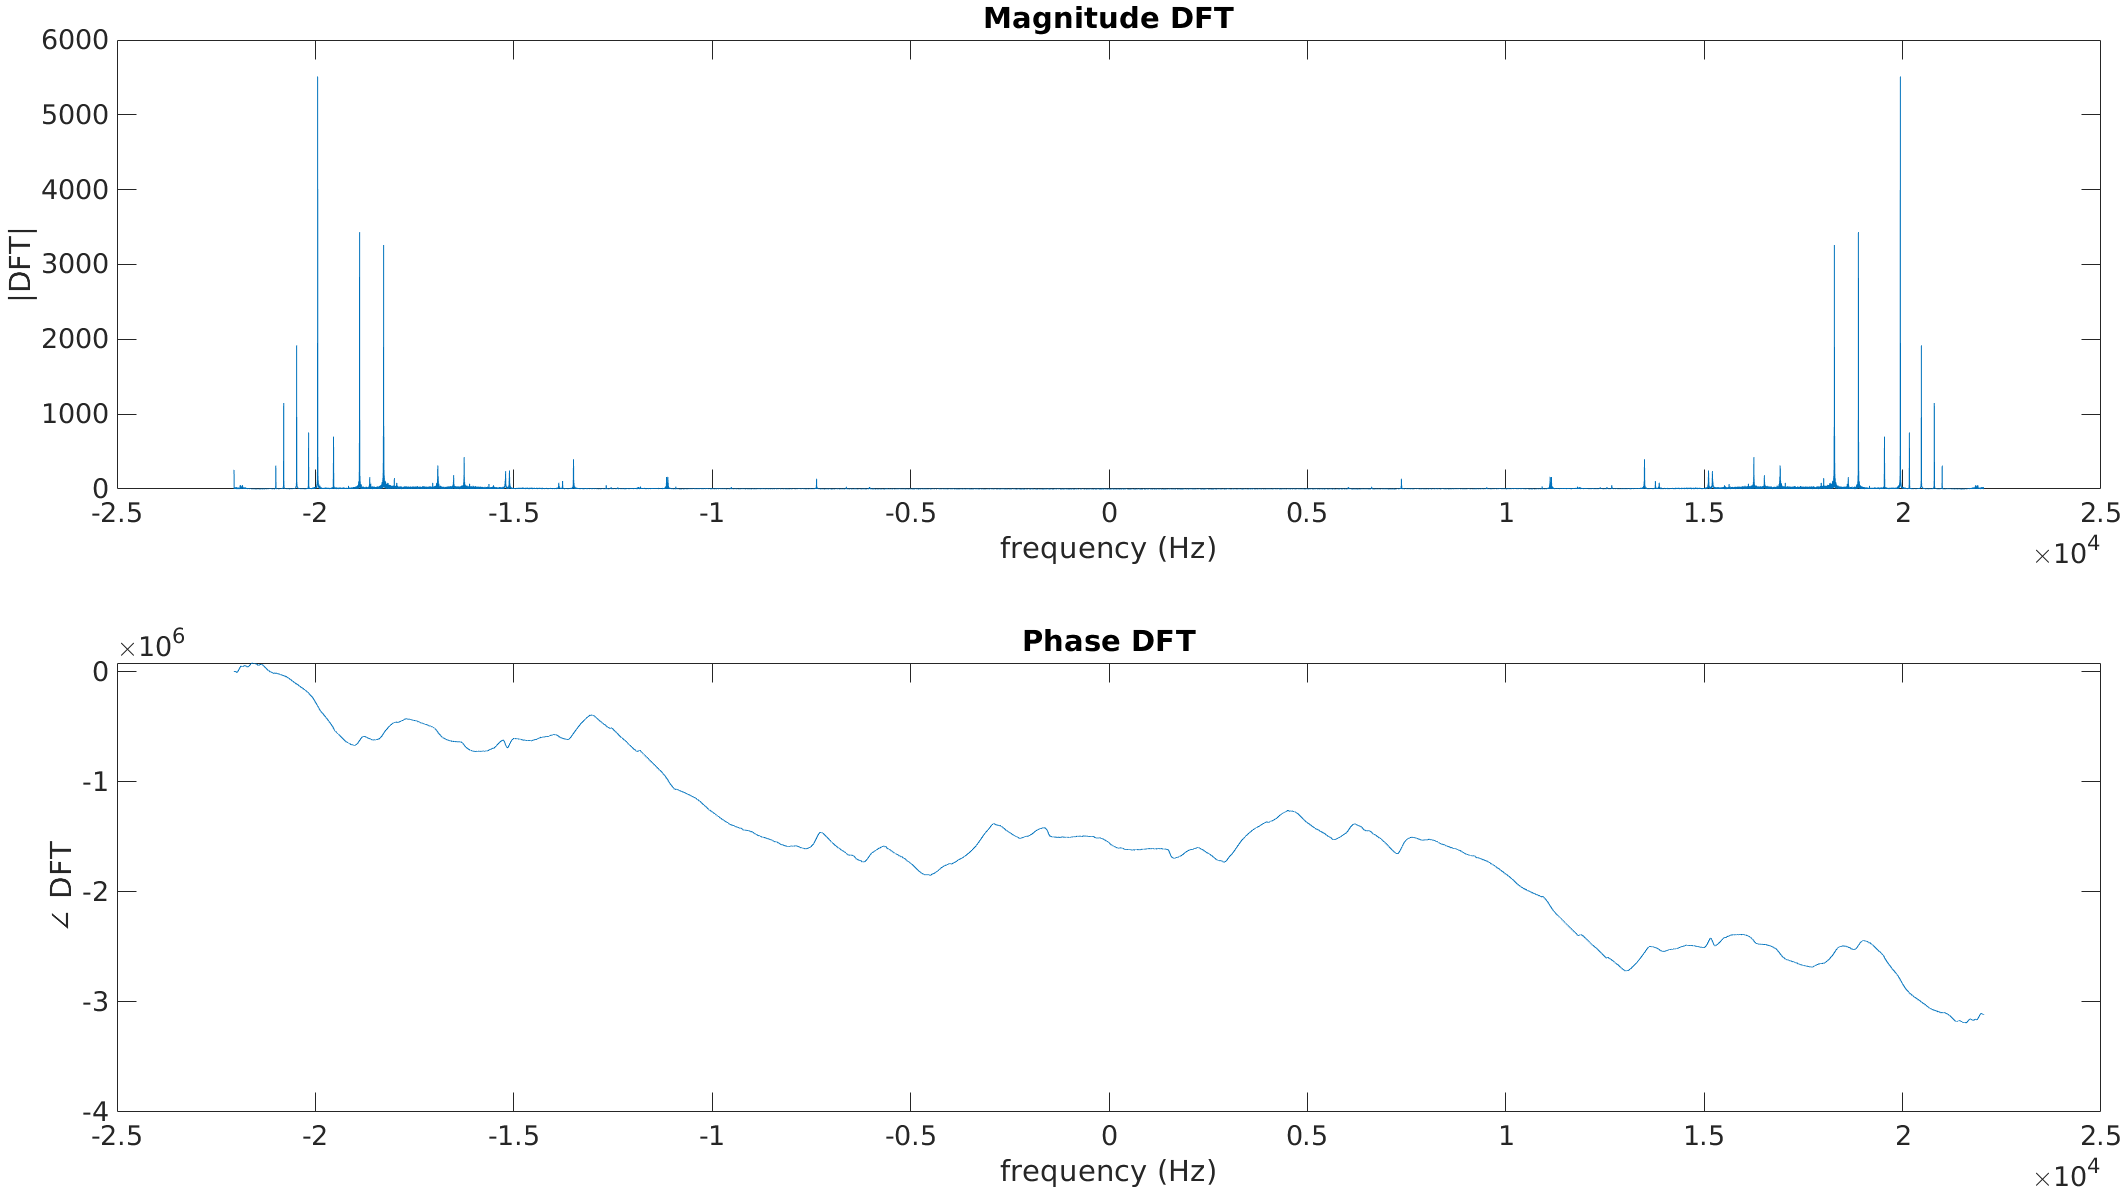 Magnitude DFT
6000
5000
4000
3000
2000
1000
0
|DFT|
-2.5 -2 -1.5 -1 -0.5 0 0.5 1 1.5 2 2.5
frequency (Hz)
×10^4
Phase DFT
×10^6
0
-1
-2
-3
-4
∠ DFT
-2.5 -2 -1.5 -1 -0.5 0 0.5 1 1.5 2 2.5
frequency (Hz)
×10^4